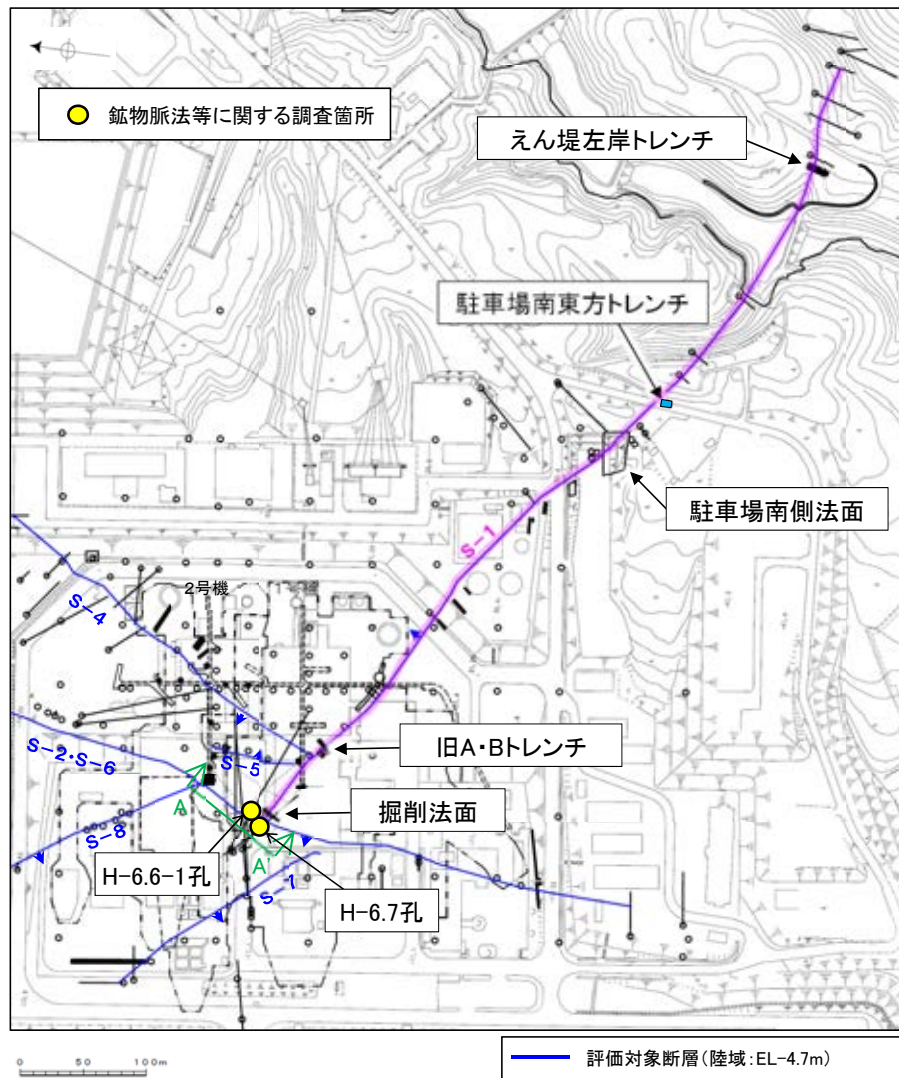 鉱物脈法等に関する調査箇所
えん堤左岸トレンチ
駐車場南東方トレンチ
駐車場南側法面
S-1
2号機
S-4
旧A・Bトレンチ
S-2・S-6
S-5
掘削法面
A
S-8
A'
H-6.6-1孔
S-7
H-6.7孔
0 50 100m
評価対象断層(陸域:EL-4.7m)